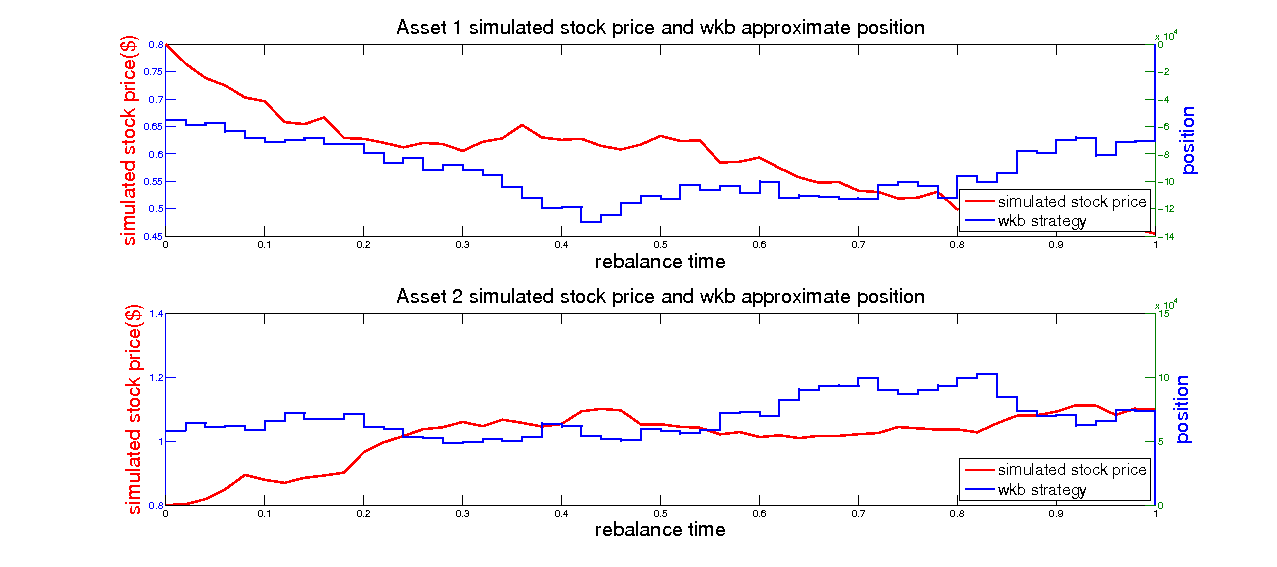 Asset 1 simulated stock price and wkb approximate position
simulated stock price($)
0.8
0.75
0.7
0.65
0.6
0.55
0.5
0.45
x 10^4
0
-2
-4
-6
-8
-10
-12
-14
position
simulated stock price
wkb strategy
0 0.1 0.2 0.3 0.4 0.5 0.6 0.7 0.8 0.9 1
rebalance time
Asset 2 simulated stock price and wkb approximate position
simulated stock price($)
1.4
1.2
1
0.8
x 10^4
15
10
5
0
position
simulated stock price
wkb strategy
0 0.1 0.2 0.3 0.4 0.5 0.6 0.7 0.8 0.9 1
rebalance time